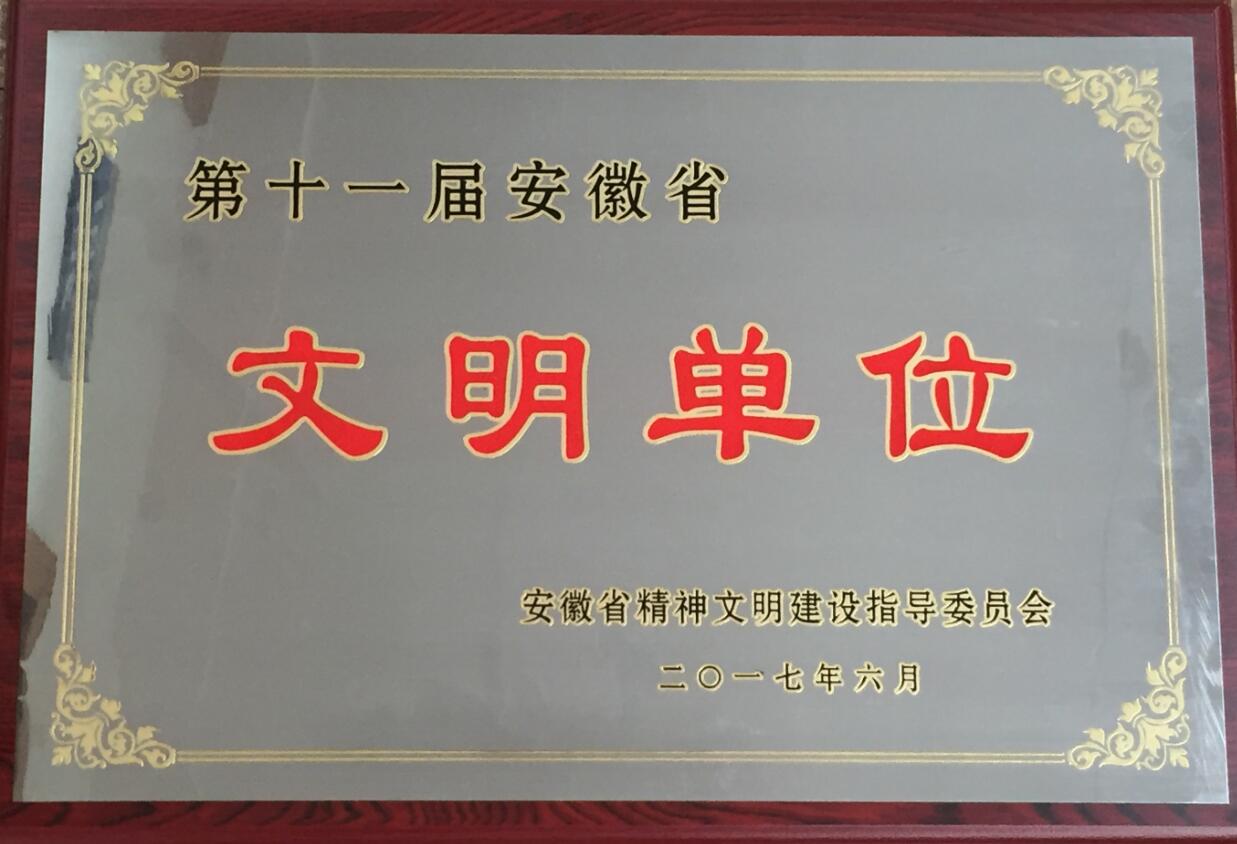 第十一届安徽省
文明单位
安徽省精神文明建设指导委员会
二〇一七年六月